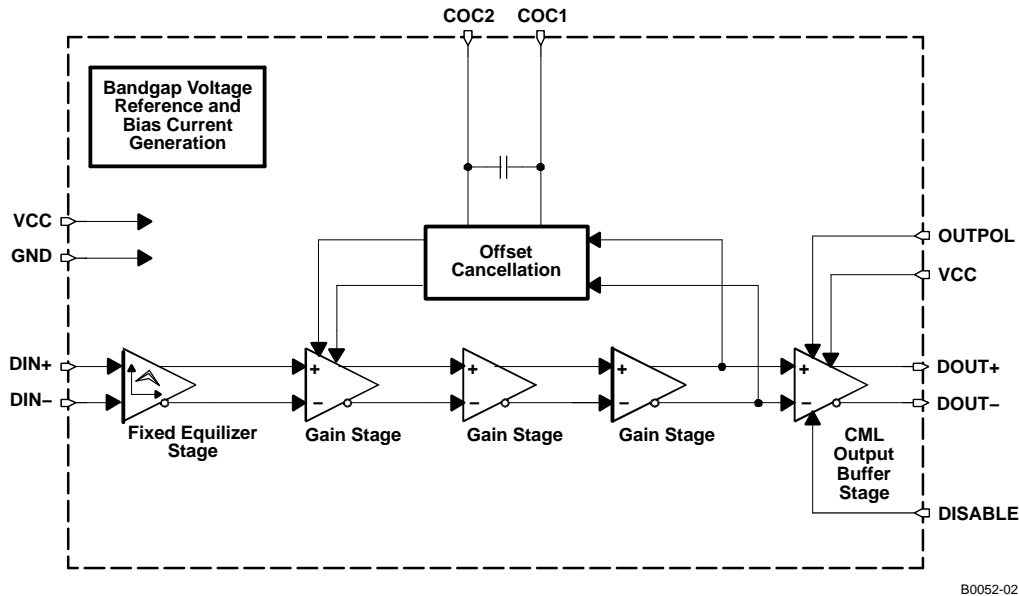 COC2 COC1
Bandgap Voltage
Reference and
Bias Current
Generation
VCC
GND
Offset
Cancellation
OUTPOL
VCC
DIN+
DIN−
+
−
+
−
+
−
+
−
DOUT+
DOUT−
Fixed Equilizer
Stage
Gain Stage
Gain Stage
Gain Stage
CML
Output
Buffer
Stage
DISABLE
B0052-02